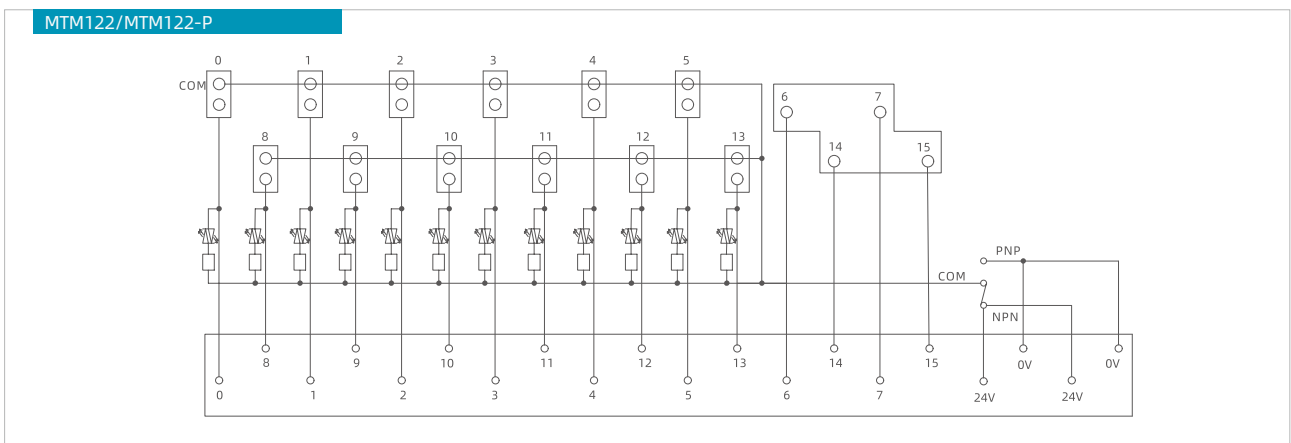 MTM122/MTM122-P
0 1 2 3 4 5
COM
6 7
8 9 10 11 12 13
14 15
PNP
COM
NPN
8 9 10 11 12 13 14 15 0V 0V
0 1 2 3 4 5 6 7 24V 24V